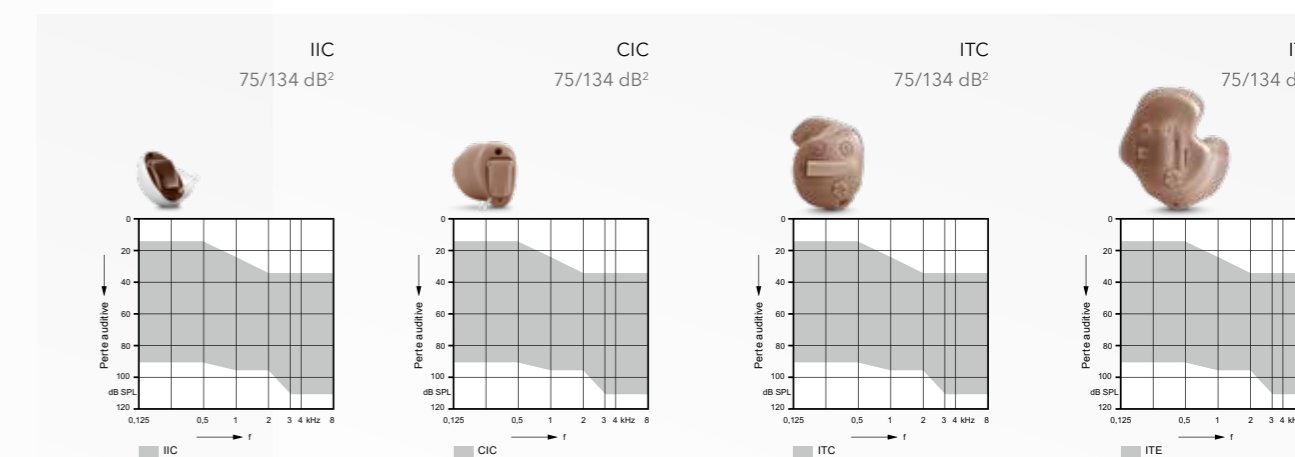 IIC
75/134 dB²
0
20
40
60
80
100
dB SPL
120
Perte auditive
0,125 0,5 1 2 3 4 kHz 8
f
IIC
CIC
75/134 dB²
0
20
40
60
80
100
dB SPL
120
Perte auditive
0,125 0,5 1 2 3 4 kHz 8
f
CIC
ITC
75/134 dB²
0
20
40
60
80
100
dB SPL
120
Perte auditive
0,125 0,5 1 2 3 4 kHz 8
f
ITC
75/134
0
20
40
60
80
100
dB SPL
120
Perte auditive
0,125 0,5 1 2 3 4
f
ITE